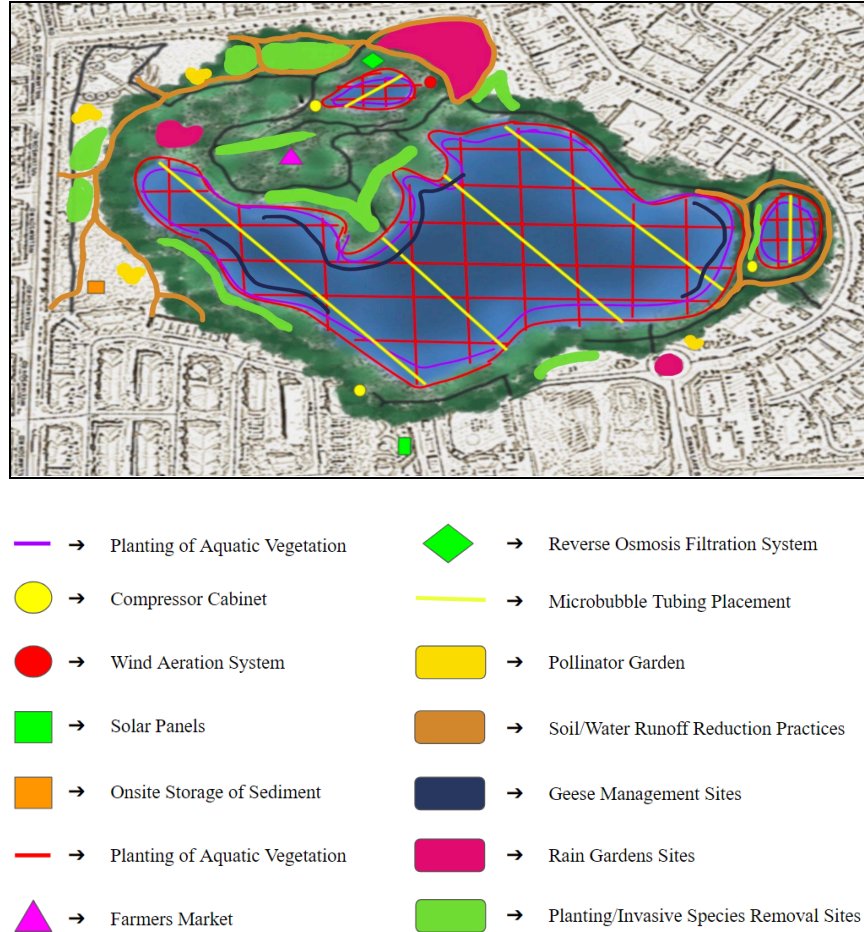 → Planting of Aquatic Vegetation
→ Reverse Osmosis Filtration System
→ Compressor Cabinet
→ Microbubble Tubing Placement
→ Wind Aeration System
→ Pollinator Garden
→ Solar Panels
→ Soil/Water Runoff Reduction Practices
→ Onsite Storage of Sediment
→ Geese Management Sites
→ Planting of Aquatic Vegetation
→ Rain Gardens Sites
→ Farmers Market
→ Planting/Invasive Species Removal Sites